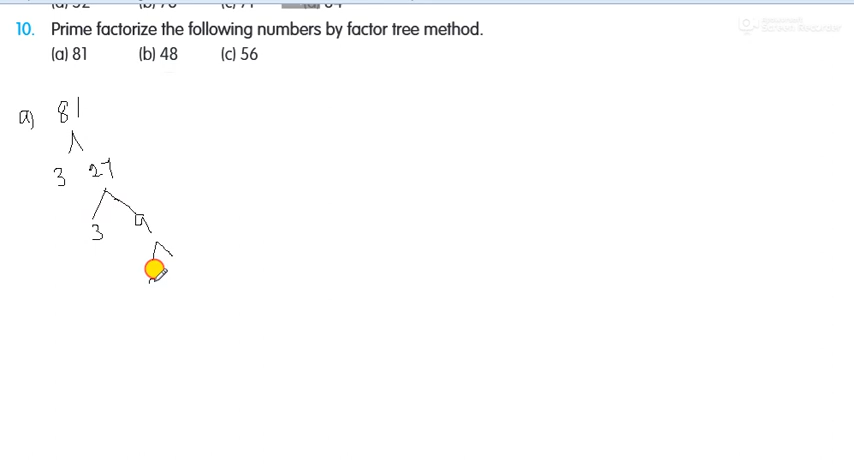 10. Prime factorize the following numbers by factor tree method.
(a) 81 (b) 48 (c) 56
a) 81
3 27
3 9